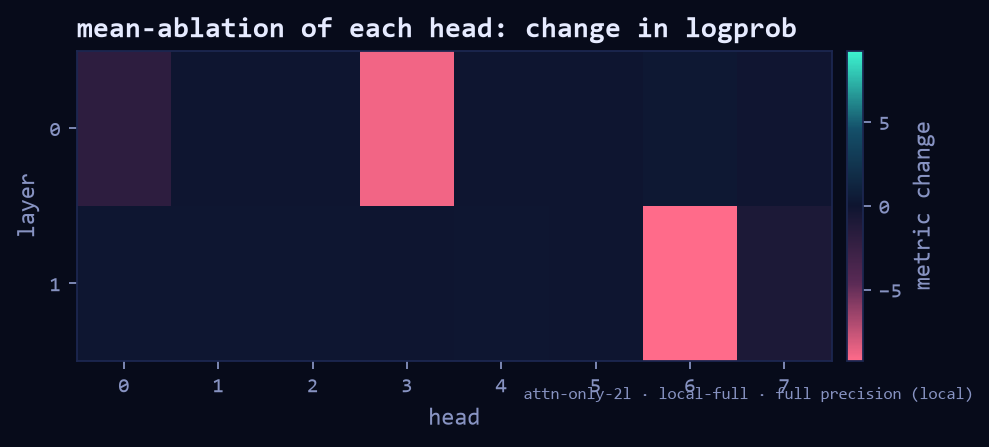 mean-ablation of each head: change in logprob
layer
0
1
0 1 2 3 4 5 6 7
head
attn-only-2l · local-full · full precision (local)
5
0
−5
metric change